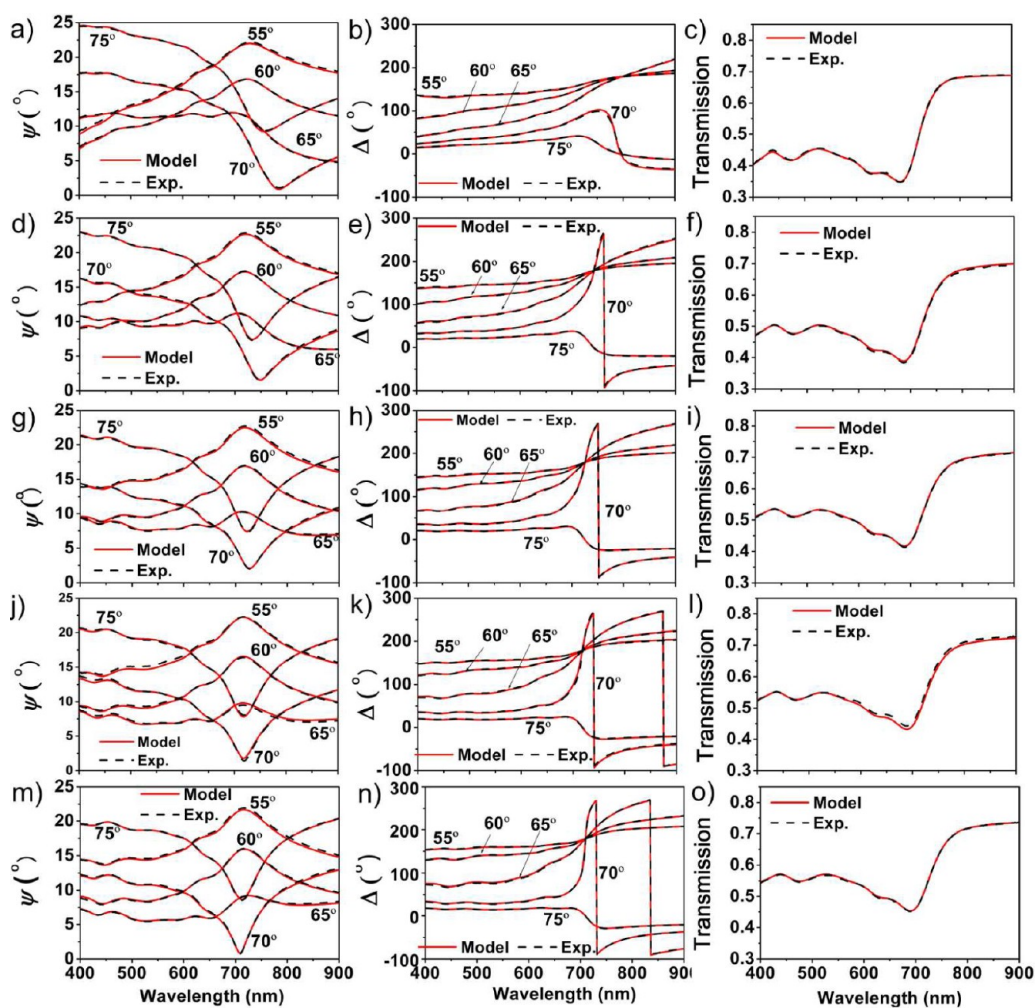 a)
ψ(°)
25
20
15
10
5
0
75°
55°
60°
65°
70°
Model
Exp.
b)
Δ(°)
300
200
100
0
-100
55°
60°
65°
70°
75°
Model Exp.
c)
Transmission
0.8
0.7
0.6
0.5
0.4
0.3
Model
Exp.
d)
ψ(°)
25
20
15
10
5
0
75°
55°
70°
60°
65°
Model
Exp.
e)
Δ(°)
300
200
100
0
-100
Model Exp.
55°
60°
65°
70°
75°
f)
Transmission
0.8
0.7
0.6
0.5
0.4
0.3
Model
Exp.
g)
ψ(°)
25
20
15
10
5
0
75°
55°
60°
65°
70°
Model
Exp.
h)
Δ(°)
300
200
100
0
-100
Model Exp.
55°
60°
65°
70°
75°
i)
Transmission
0.8
0.7
0.6
0.5
0.4
0.3
Model
Exp.
j)
ψ(°)
25
20
15
10
5
0
75°
55°
60°
65°
70°
Model
Exp.
k)
Δ(°)
300
200
100
0
-100
55°
60°
65°
70°
75°
Model Exp.
l)
Transmission
0.8
0.7
0.6
0.5
0.4
0.3
Model
Exp.
m)
ψ(°)
25
20
15
10
5
0
Model
Exp.
75°
55°
60°
65°
70°
400 500 600 700 800 900
Wavelength (nm)
n)
Δ(°)
300
200
100
0
-100
55°
60°
65°
70°
75°
Model Exp.
400 500 600 700 800 900
Wavelength (nm)
o)
Transmission
0.8
0.7
0.6
0.5
0.4
0.3
Model
Exp.
400 500 600 700 800 900
Wavelength (nm)